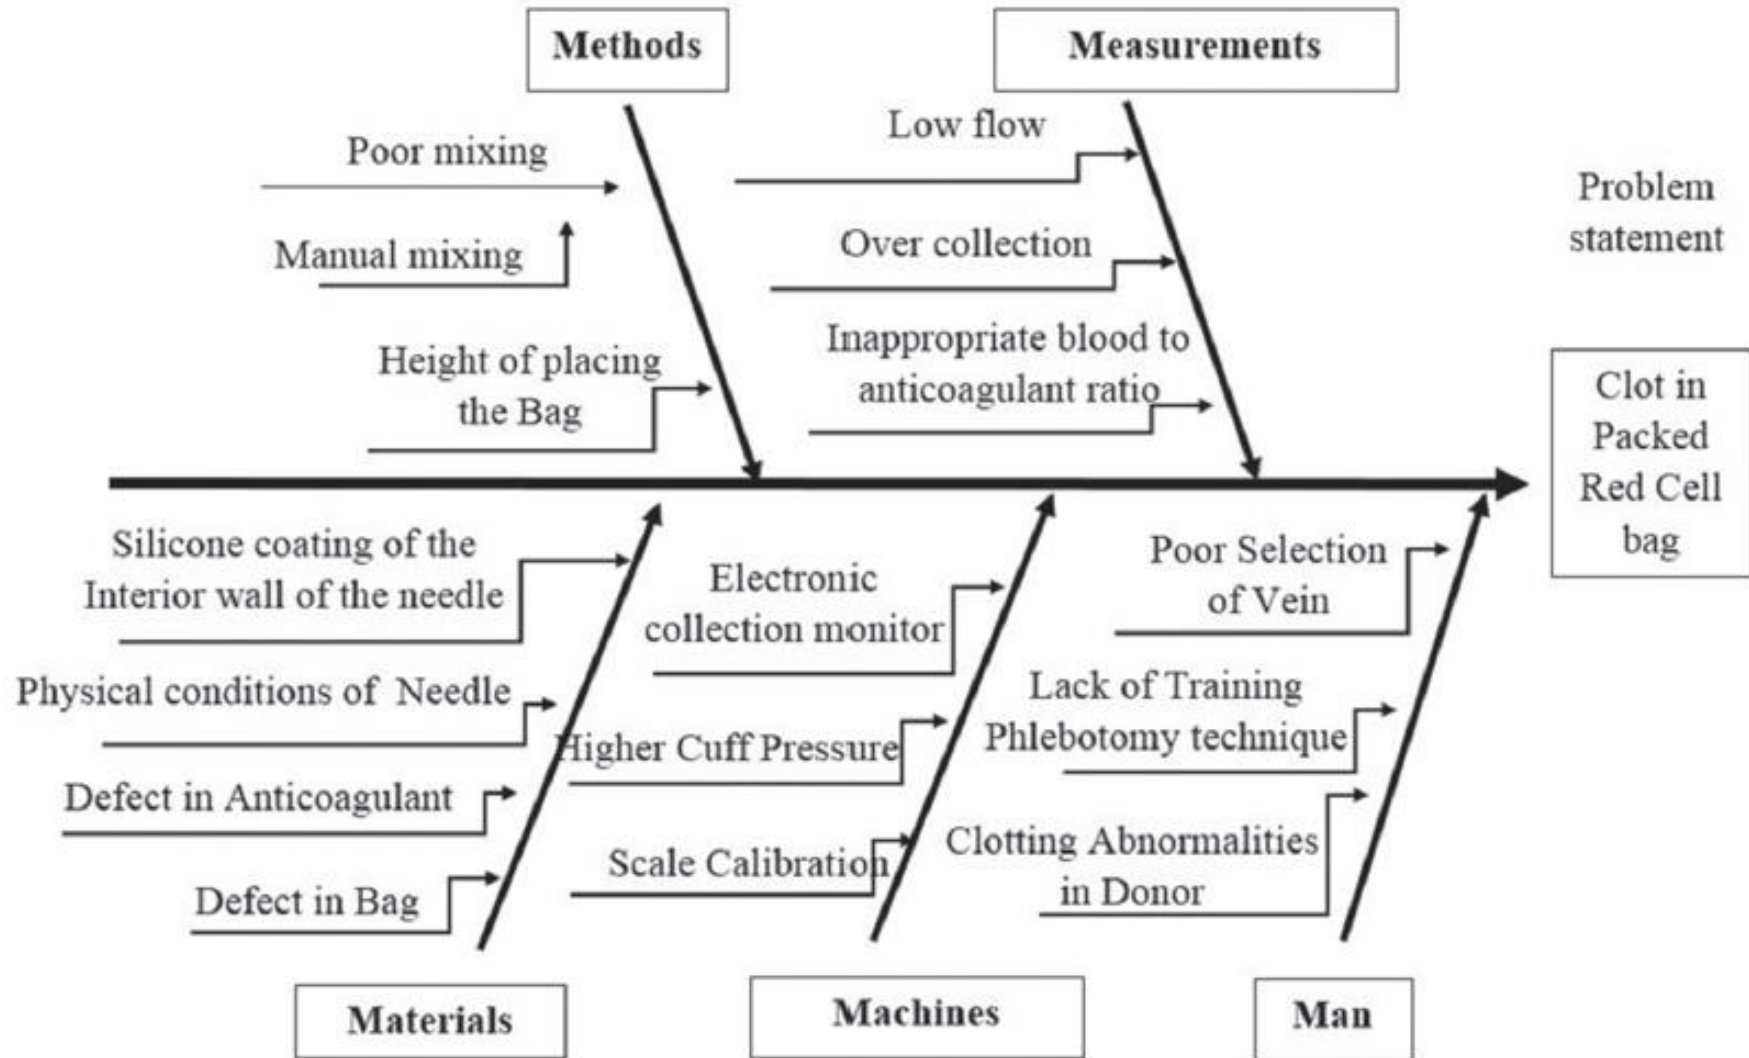 Methods
Measurements
Poor mixing
Manual mixing
Height of placing
the Bag
Low flow
Over collection
Inappropriate blood to
anticoagulant ratio
Problem
statement
Clot in
Packed
Red Cell
bag
Silicone coating of the
Interior wall of the needle
Physical conditions of Needle
Defect in Anticoagulant
Defect in Bag
Electronic
collection monitor
Higher Cuff Pressure
Scale Calibration
Poor Selection
of Vein
Lack of Training
Phlebotomy technique
Clotting Abnormalities
in Donor
Materials
Machines
Man